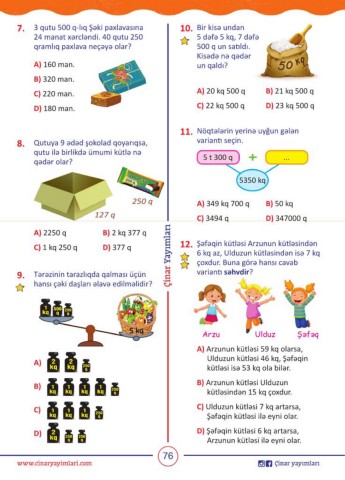 7. 3 qutu 500 q-lıq Şəki paxlavasına
24 manat xərcləndi. 40 qutu 250
qramlıq paxlava neçəyə olar?
A) 160 man.
B) 320 man.
C) 220 man.
D) 180 man.
8. Qutuya 9 ədəd şokolad qoyarıqsa,
qutu ilə birlikdə ümumi kütlə nə
qədər olar?
250 q
127 q
A) 2250 q B) 2 kq 377 q
C) 1 kq 250 q D) 377 q
9. Tərəzinin tarazlıqda qalması üçün
hansı çəki daşları əlavə edilməlidir?
5 kq
A)
B)
C)
D)
10. Bir kisə undan
5 dəfə 5 kq, 7 dəfə
500 q un satıldı.
Kisədə nə qədər
un qaldı?
50 kq
A) 20 kq 500 q B) 21 kq 500 q
C) 22 kq 500 q D) 23 kq 500 q
11. Nöqtələrin yerinə uyğun gələn
variantı seçin.
5 t 300 q + ...
5350 kq
A) 349 kq 700 q B) 50 kq
C) 3494 q D) 347000 q
12. Şəfəqin kütləsi Arzunun kütləsindən
6 kq az, Ulduzun kütləsindən isə 7 kq
çoxdur. Buna görə hansı cavab
variantı səhvdir?
Arzu Ulduz Şəfəq
A) Arzunun kütləsi 59 kq olarsa,
Ulduzun kütləsi 46 kq, Şəfəqin
kütləsi isə 53 kq ola bilər.
B) Arzunun kütləsi Ulduzun
kütləsindən 15 kq çoxdur.
C) Ulduzun kütləsi 7 kq artarsa,
Şəfəqin kütləsi ilə eyni olar.
D) Şəfəqin kütləsi 6 kq artarsa,
Arzunun kütləsi ilə eyni olar.
Çinar Yayımları
www.cinaryayimlari.com
76
Çinar yayımları